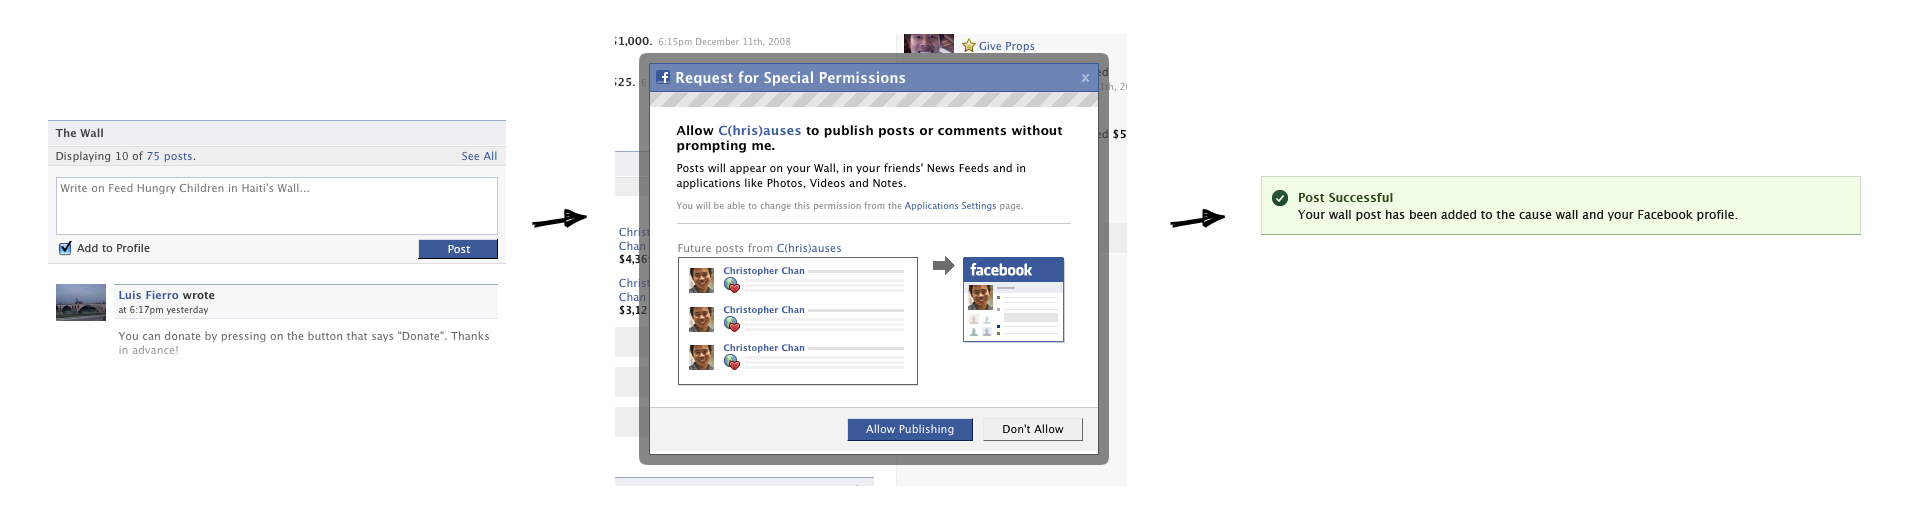 The Wall
Displaying 10 of 75 posts.
See All
Write on Feed Hungry Children in Haiti's Wall...
Add to Profile
Post
Luis Fierro wrote
at 6:17pm yesterday
You can donate by pressing on the button that says "Donate". Thanks
in advance!
$1,000. 6:15pm December 11th, 2008
Give Props
$25.
$5
Chris
Chan
$4,36
Christ
Chan
$3,12
Request for Special Permissions
x
Allow C(hris)auses to publish posts or comments without
prompting me.
Posts will appear on your Wall, in your friends' News Feeds and in
applications like Photos, Videos and Notes.
You will be able to change this permission from the Applications Settings page.
Future posts from C(hris)auses
Christopher Chan
Christopher Chan
Christopher Chan
facebook
Allow Publishing
Don't Allow
Post Successful
Your wall post has been added to the cause wall and your Facebook profile.